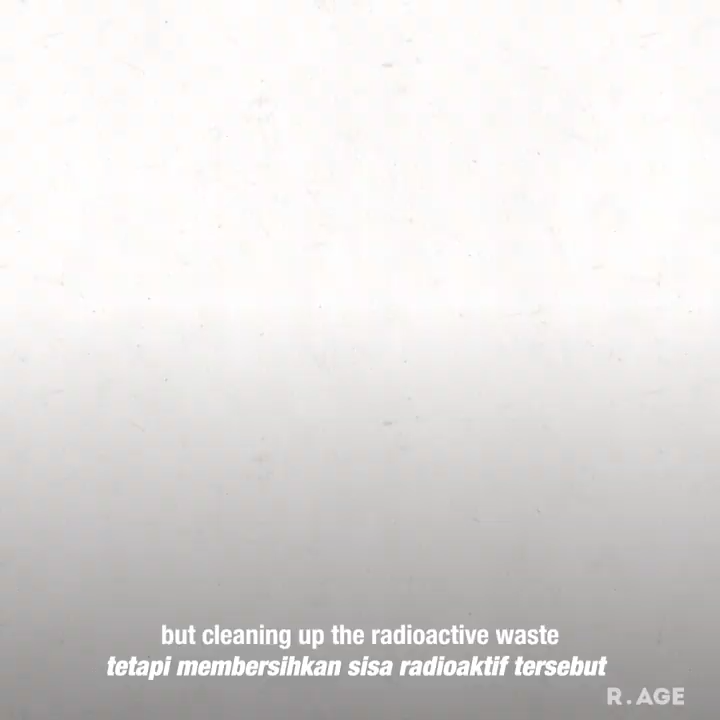 but cleaning up the radioactive waste
tetapi membersihkan sisa radioaktif tersebut
R.AGE